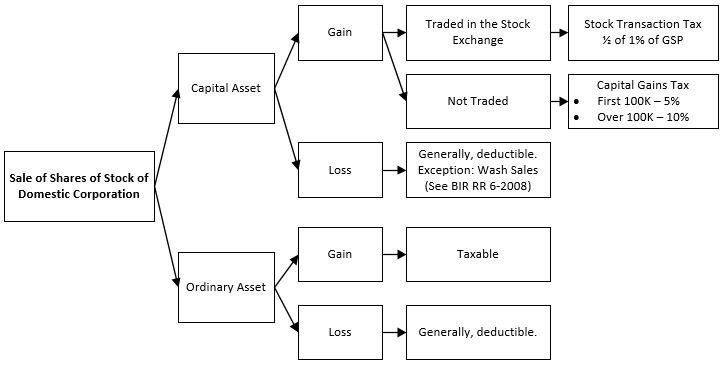 Sale of Shares of Stock of
Domestic Corporation
Capital Asset
Gain
Traded in the Stock
Exchange
Stock Transaction Tax
½ of 1% of GSP
Not Traded
Capital Gains Tax
• First 100K – 5%
• Over 100K – 10%
Loss
Generally, deductible.
Exception: Wash Sales
(See BIR RR 6-2008)
Ordinary Asset
Gain
Taxable
Loss
Generally, deductible.